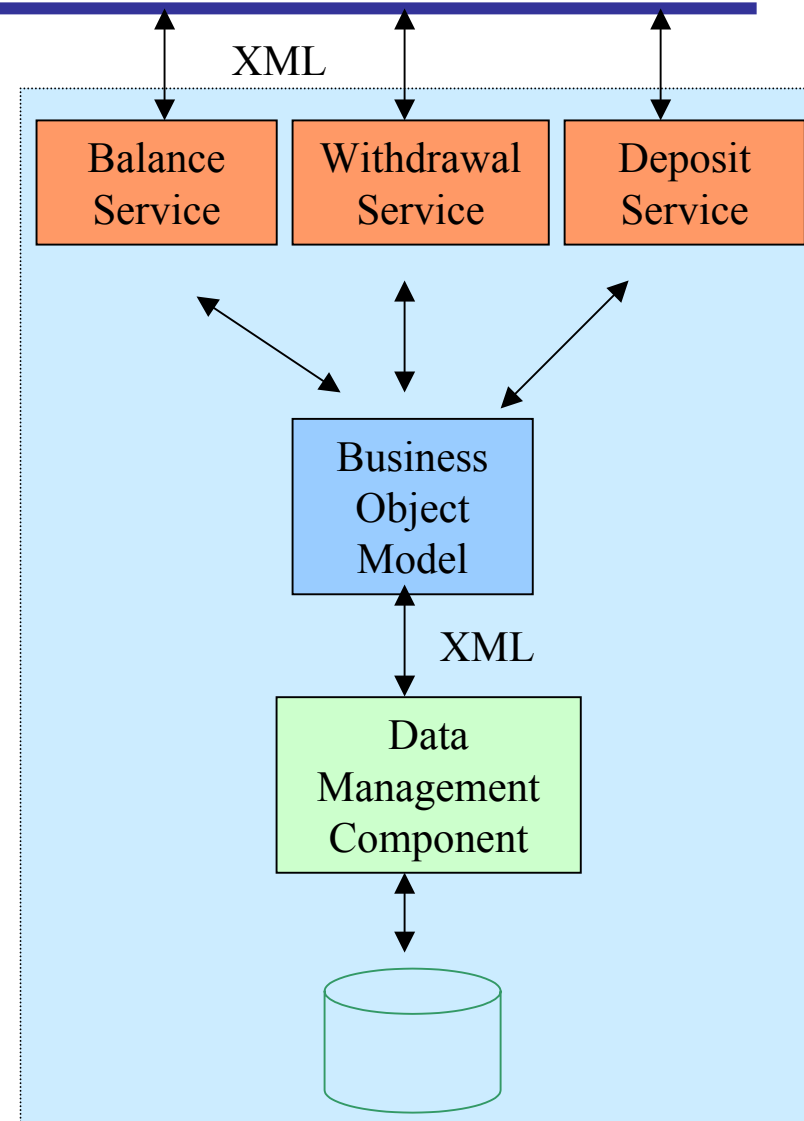 XML
Balance
Service
Withdrawal
Service
Deposit
Service
Business
Object
Model
XML
Data
Management
Component